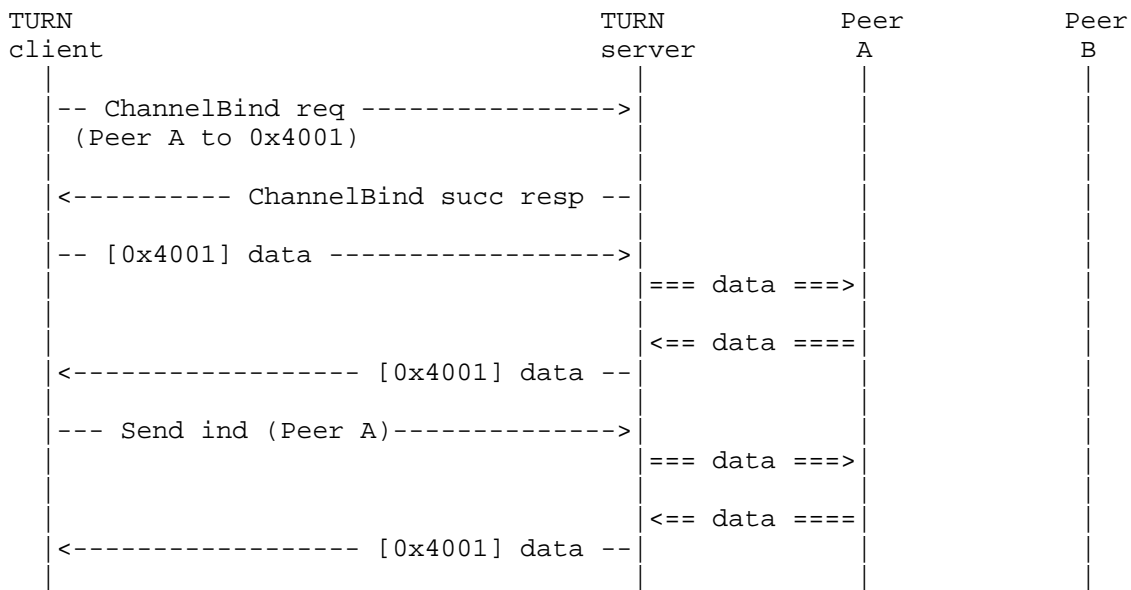 TURN TURN Peer Peer
client server A B
|-- ChannelBind req ---------------->|
(Peer A to 0x4001)
|<---------- ChannelBind succ resp --|
|-- [0x4001] data ------------------>|
|=== data ===>|
|<== data ====|
|<------------------ [0x4001] data --|
|--- Send ind (Peer A)-------------->|
|=== data ===>|
|<== data ====|
|<------------------ [0x4001] data --|